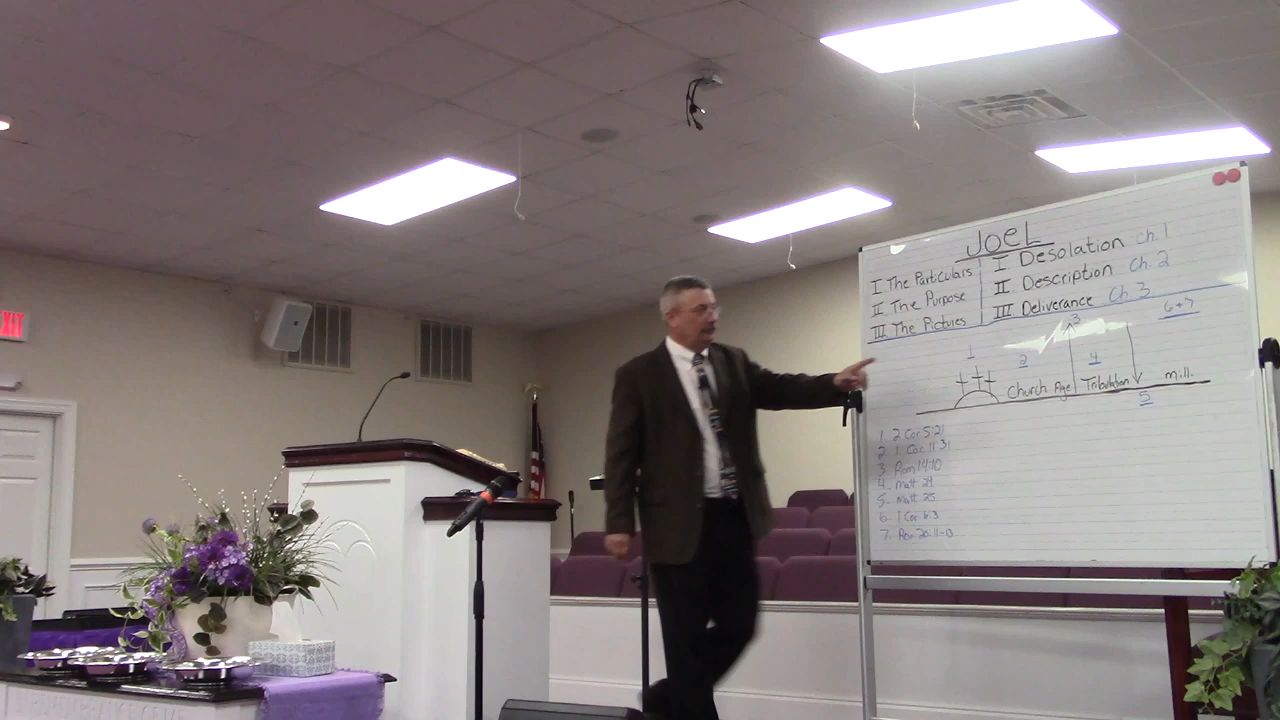 EXIT
JOEL
I The Particulars
II The Purpose
III The Pictures
I Desolation Ch. 1
II Description Ch. 2
III Deliverance Ch. 3
6+7
3
1
2
4
Church Age
Tribulation
mill.
5
1. 2 Cor 5:21
2. 1 Cor 11:31
3. Rom 14:10
4. Matt 24
5. Matt 25
6. 1 Cor 6:3
7. Rev 20:11-13